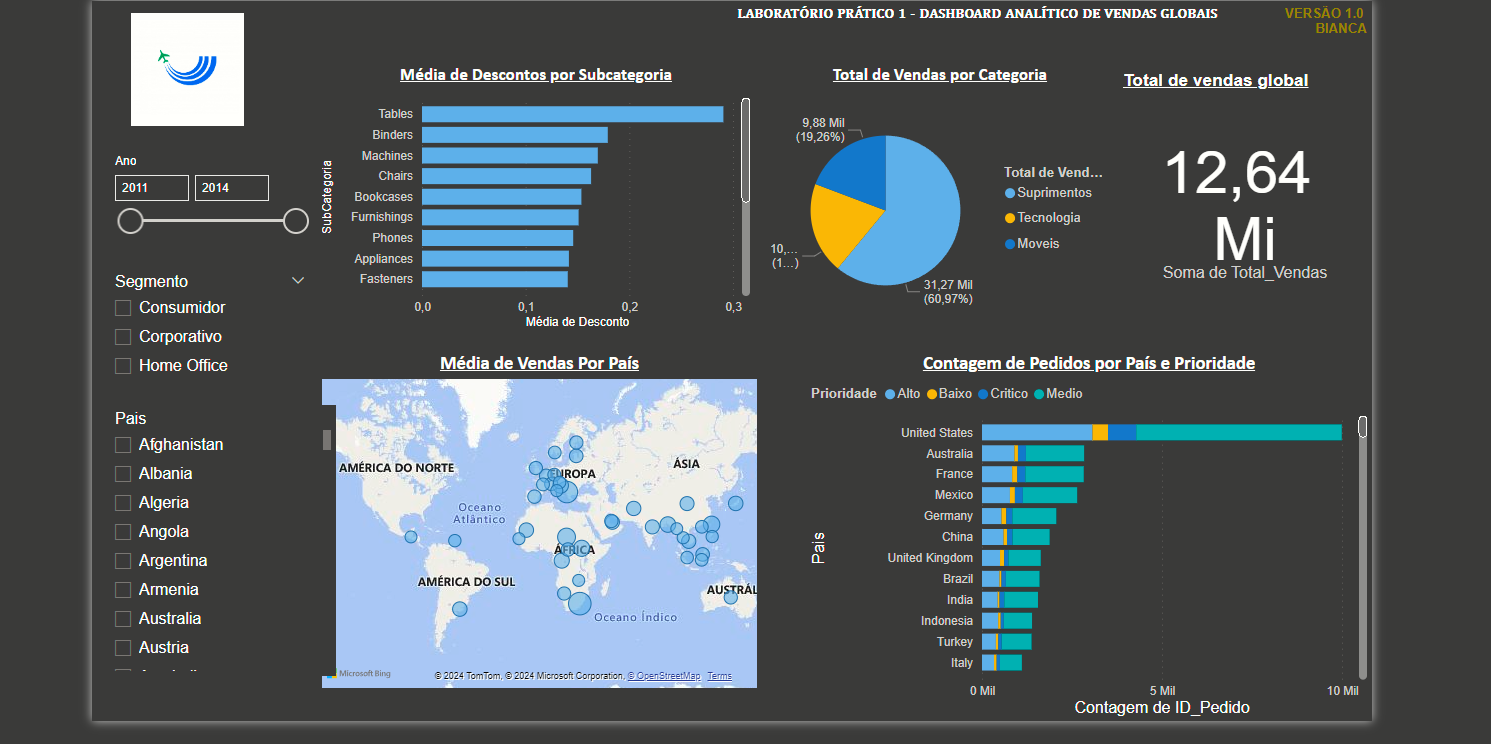 LABORATÓRIO PRÁTICO 1 - DASHBOARD ANALÍTICO DE VENDAS GLOBAIS
VERSÃO 1.0
BIANCA
Ano
2011
2014
Segmento
Consumidor
Corporativo
Home Office
Pais
Afghanistan
Albania
Algeria
Angola
Argentina
Armenia
Australia
Austria
Média de Descontos por Subcategoria
SubCategoria
Tables
Binders
Machines
Chairs
Bookcases
Furnishings
Phones
Appliances
Fasteners
0,0
0,1
0,2
0,3
Média de Desconto
Total de Vendas por Categoria
9,88 Mil
(19,26%)
10,...
(1...)
31,27 Mil
(60,97%)
Total de Vend...
Suprimentos
Tecnologia
Moveis
Total de vendas global
12,64
Mi
Soma de Total_Vendas
Média de Vendas Por País
AMÉRICA DO NORTE
EUROPA
ÁSIA
Oceano
Atlântico
ÁFRICA
AMÉRICA DO SUL
AUSTRÁL
Oceano Índico
Microsoft Bing
© 2024 TomTom, © 2024 Microsoft Corporation, © OpenStreetMap Terms
Contagem de Pedidos por País e Prioridade
Prioridade Alto Baixo Critico Medio
Pais
United States
Australia
France
Mexico
Germany
China
United Kingdom
Brazil
India
Indonesia
Turkey
Italy
0 Mil
5 Mil
10 Mil
Contagem de ID_Pedido